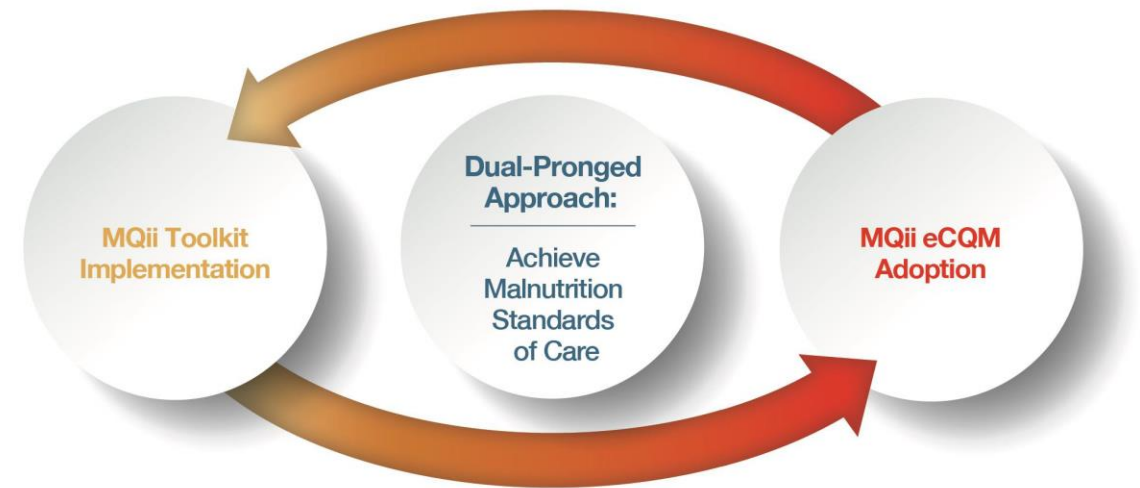 MQii Toolkit
Implementation
Dual-Pronged
Approach:
Achieve
Malnutrition
Standards
of Care
MQii eCQM
Adoption